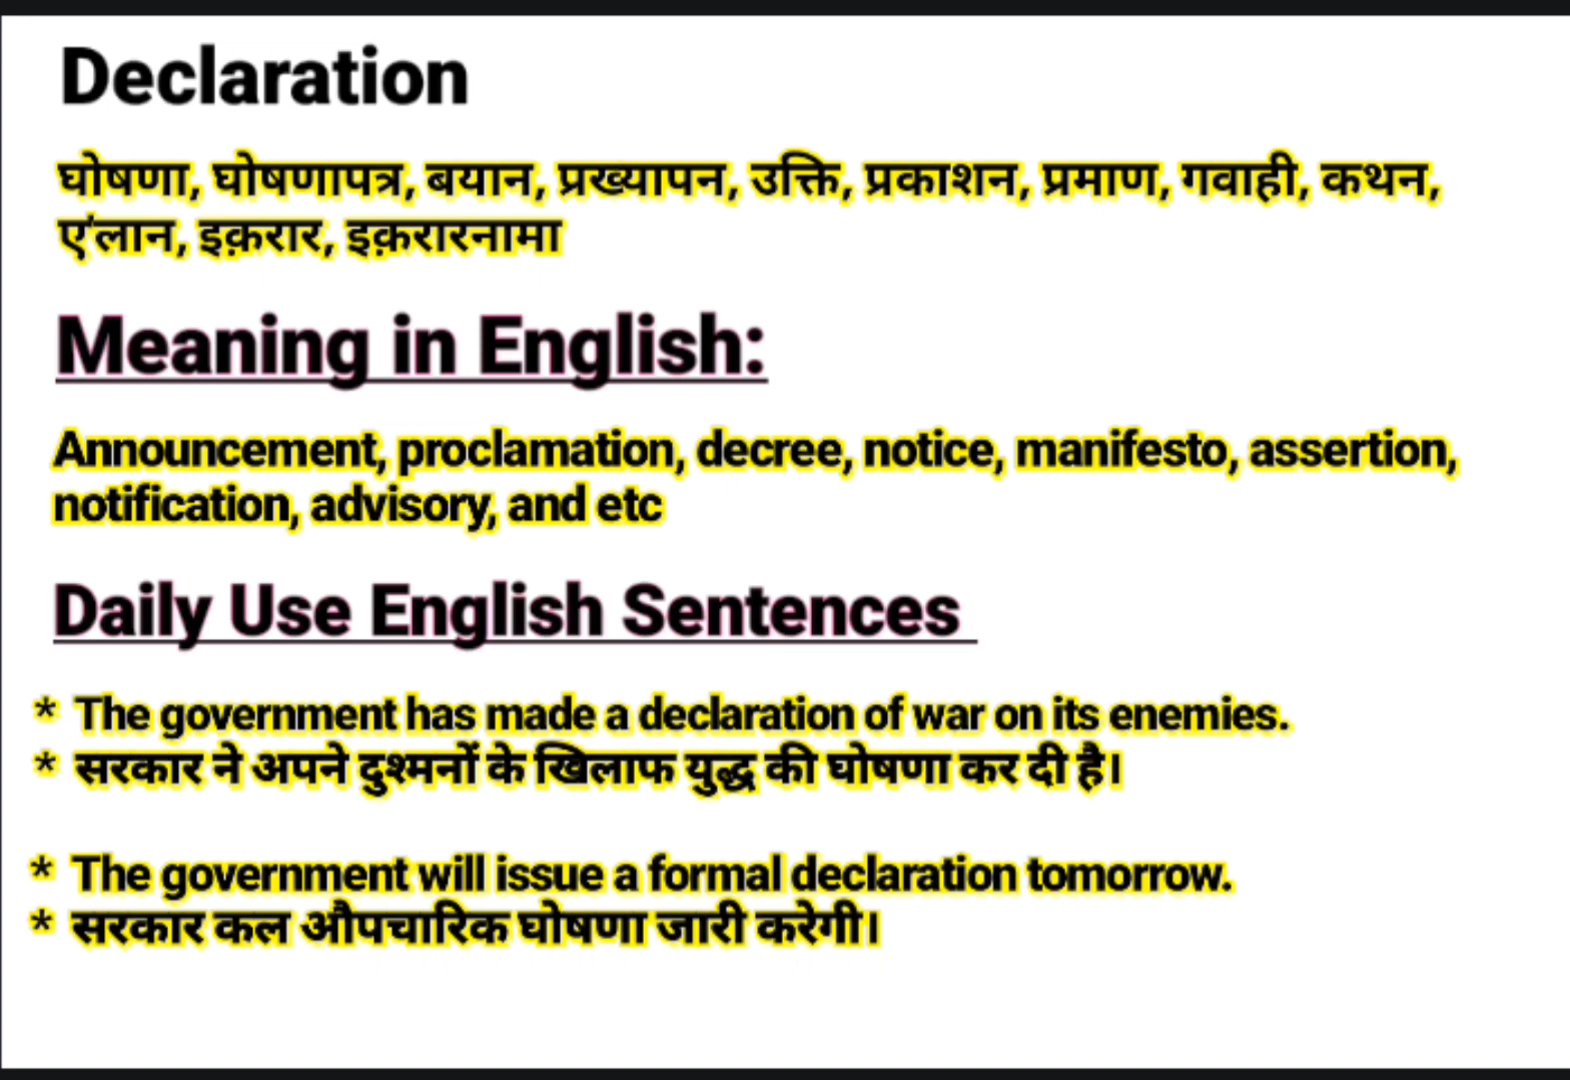 Declaration
घोषणा, घोषणापत्र, बयान, प्रख्यापन, उक्ति, प्रकाशन, प्रमाण, गवाही, कथन,
ए'लान, इक़रार, इक़रारनामा
Meaning in English:
Announcement, proclamation, decree, notice, manifesto, assertion,
notification, advisory, and etc
Daily Use English Sentences
* The government has made a declaration of war on its enemies.
* सरकार ने अपने दुश्मनों के खिलाफ युद्ध की घोषणा कर दी है।
* The government will issue a formal declaration tomorrow.
* सरकार कल औपचारिक घोषणा जारी करेगी।